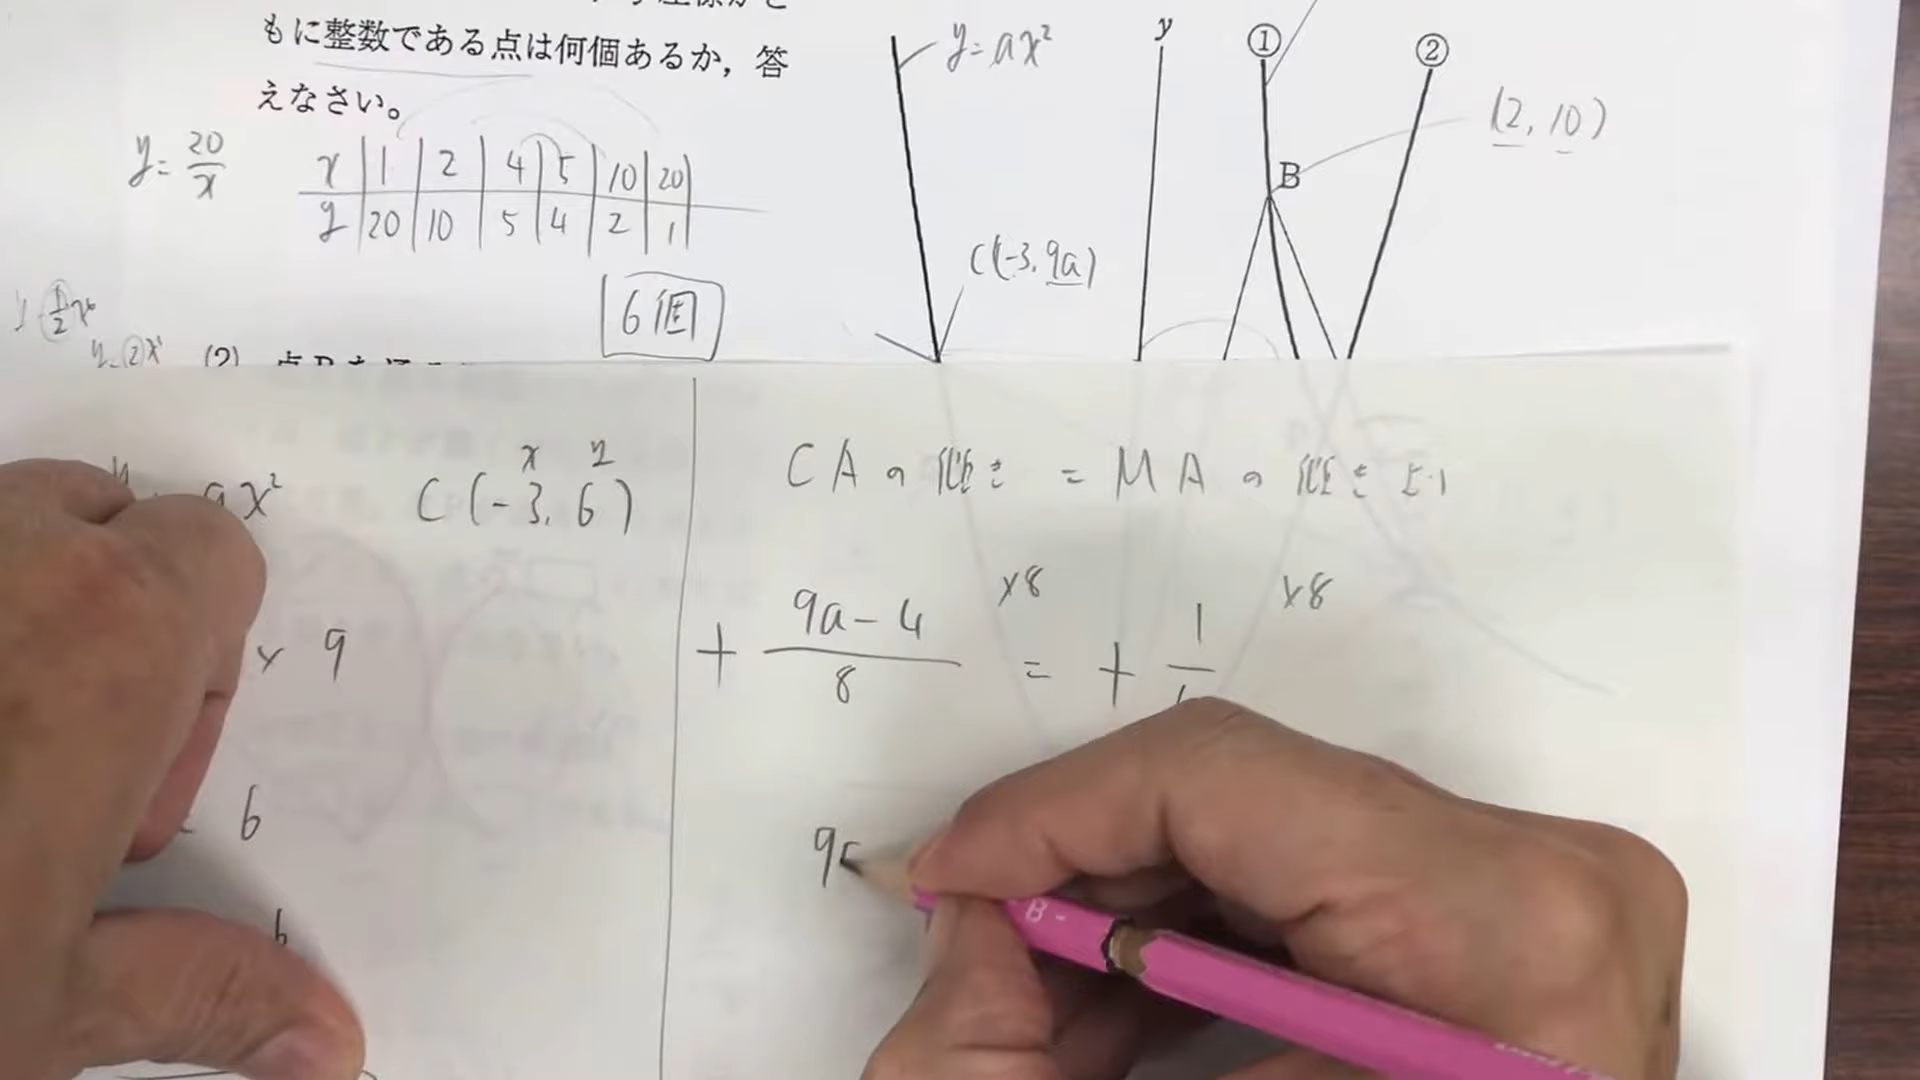 もに整数である点は何個あるか，答
えなさい。
y = 20/x
x | 1 | 2 | 4 | 5 | 10 | 20
y | 20 | 10 | 5 | 4 | 2 | 1
6個
(2)
y = ax²
y
①
②
B
(2, 10)
C(-3, 9a)
ax²
x y
C(-3, 6)
× 9
6
6
CA の傾き = MA の傾き より
+ (9a - 4)/8 ×8 = + 1 ×8
9a
B